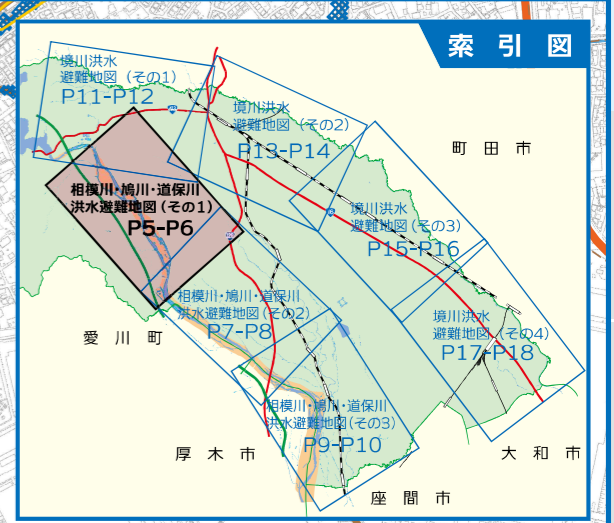 索引図
境川洪水
避難地図（その1）
P11-P12
境川洪水
避難地図（その2）
P13-P14
町田市
相模川・鳩川・道保川
洪水避難地図（その1）
P5-P6
境川洪水
避難地図（その3）
P15-P16
相模川・鳩川・道保川
洪水避難地図（その2）
P7-P8
境川洪水
避難地図（その4）
P17-P18
愛川町
相模川・鳩川・道保川
洪水避難地図（その3）
P9-P10
厚木市
大和市
座間市